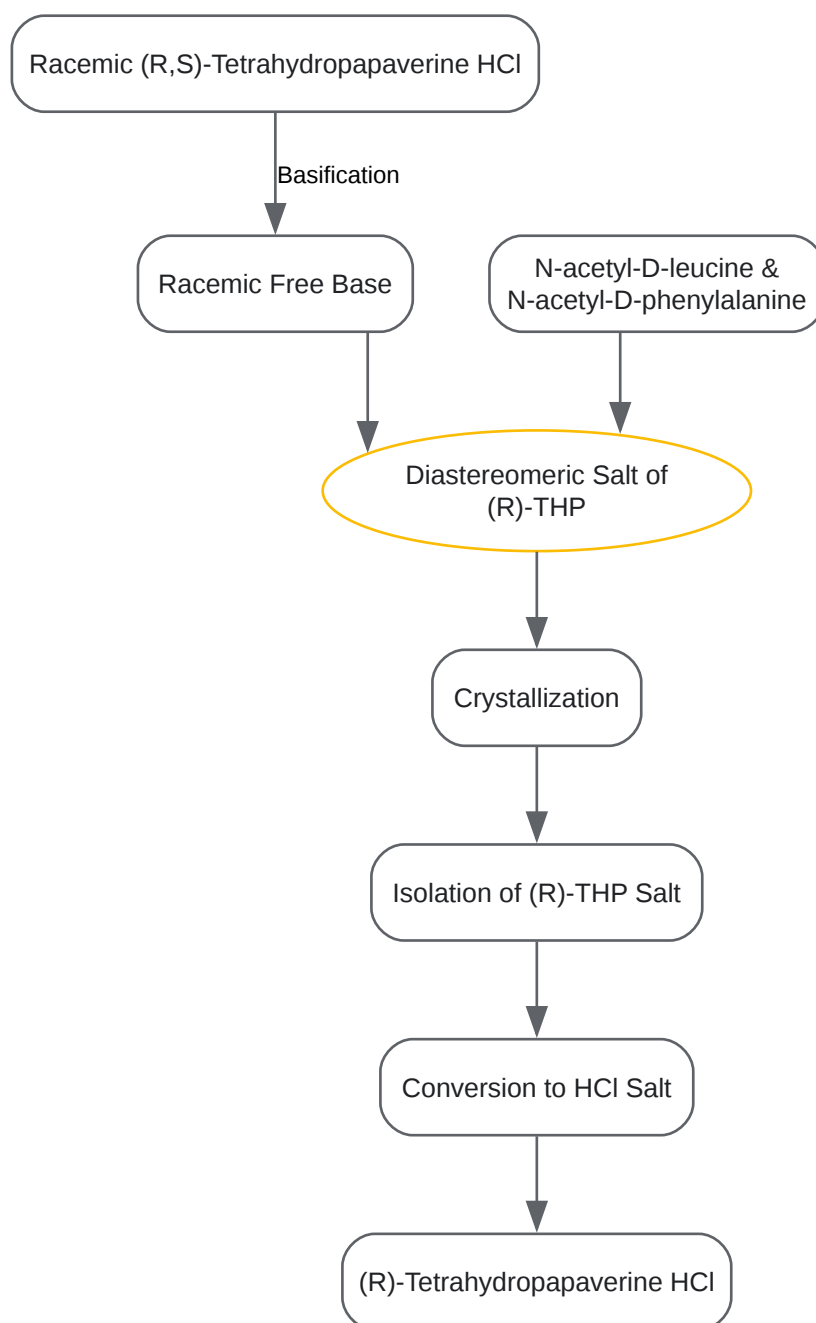 Racemic (R,S)-Tetrahydropapaverine HCl
Basification
Racemic Free Base
N-acetyl-D-leucine &
N-acetyl-D-phenylalanine
Diastereomeric Salt of
(R)-THP
Crystallization
Isolation of (R)-THP Salt
Conversion to HCl Salt
(R)-Tetrahydropapaverine HCl